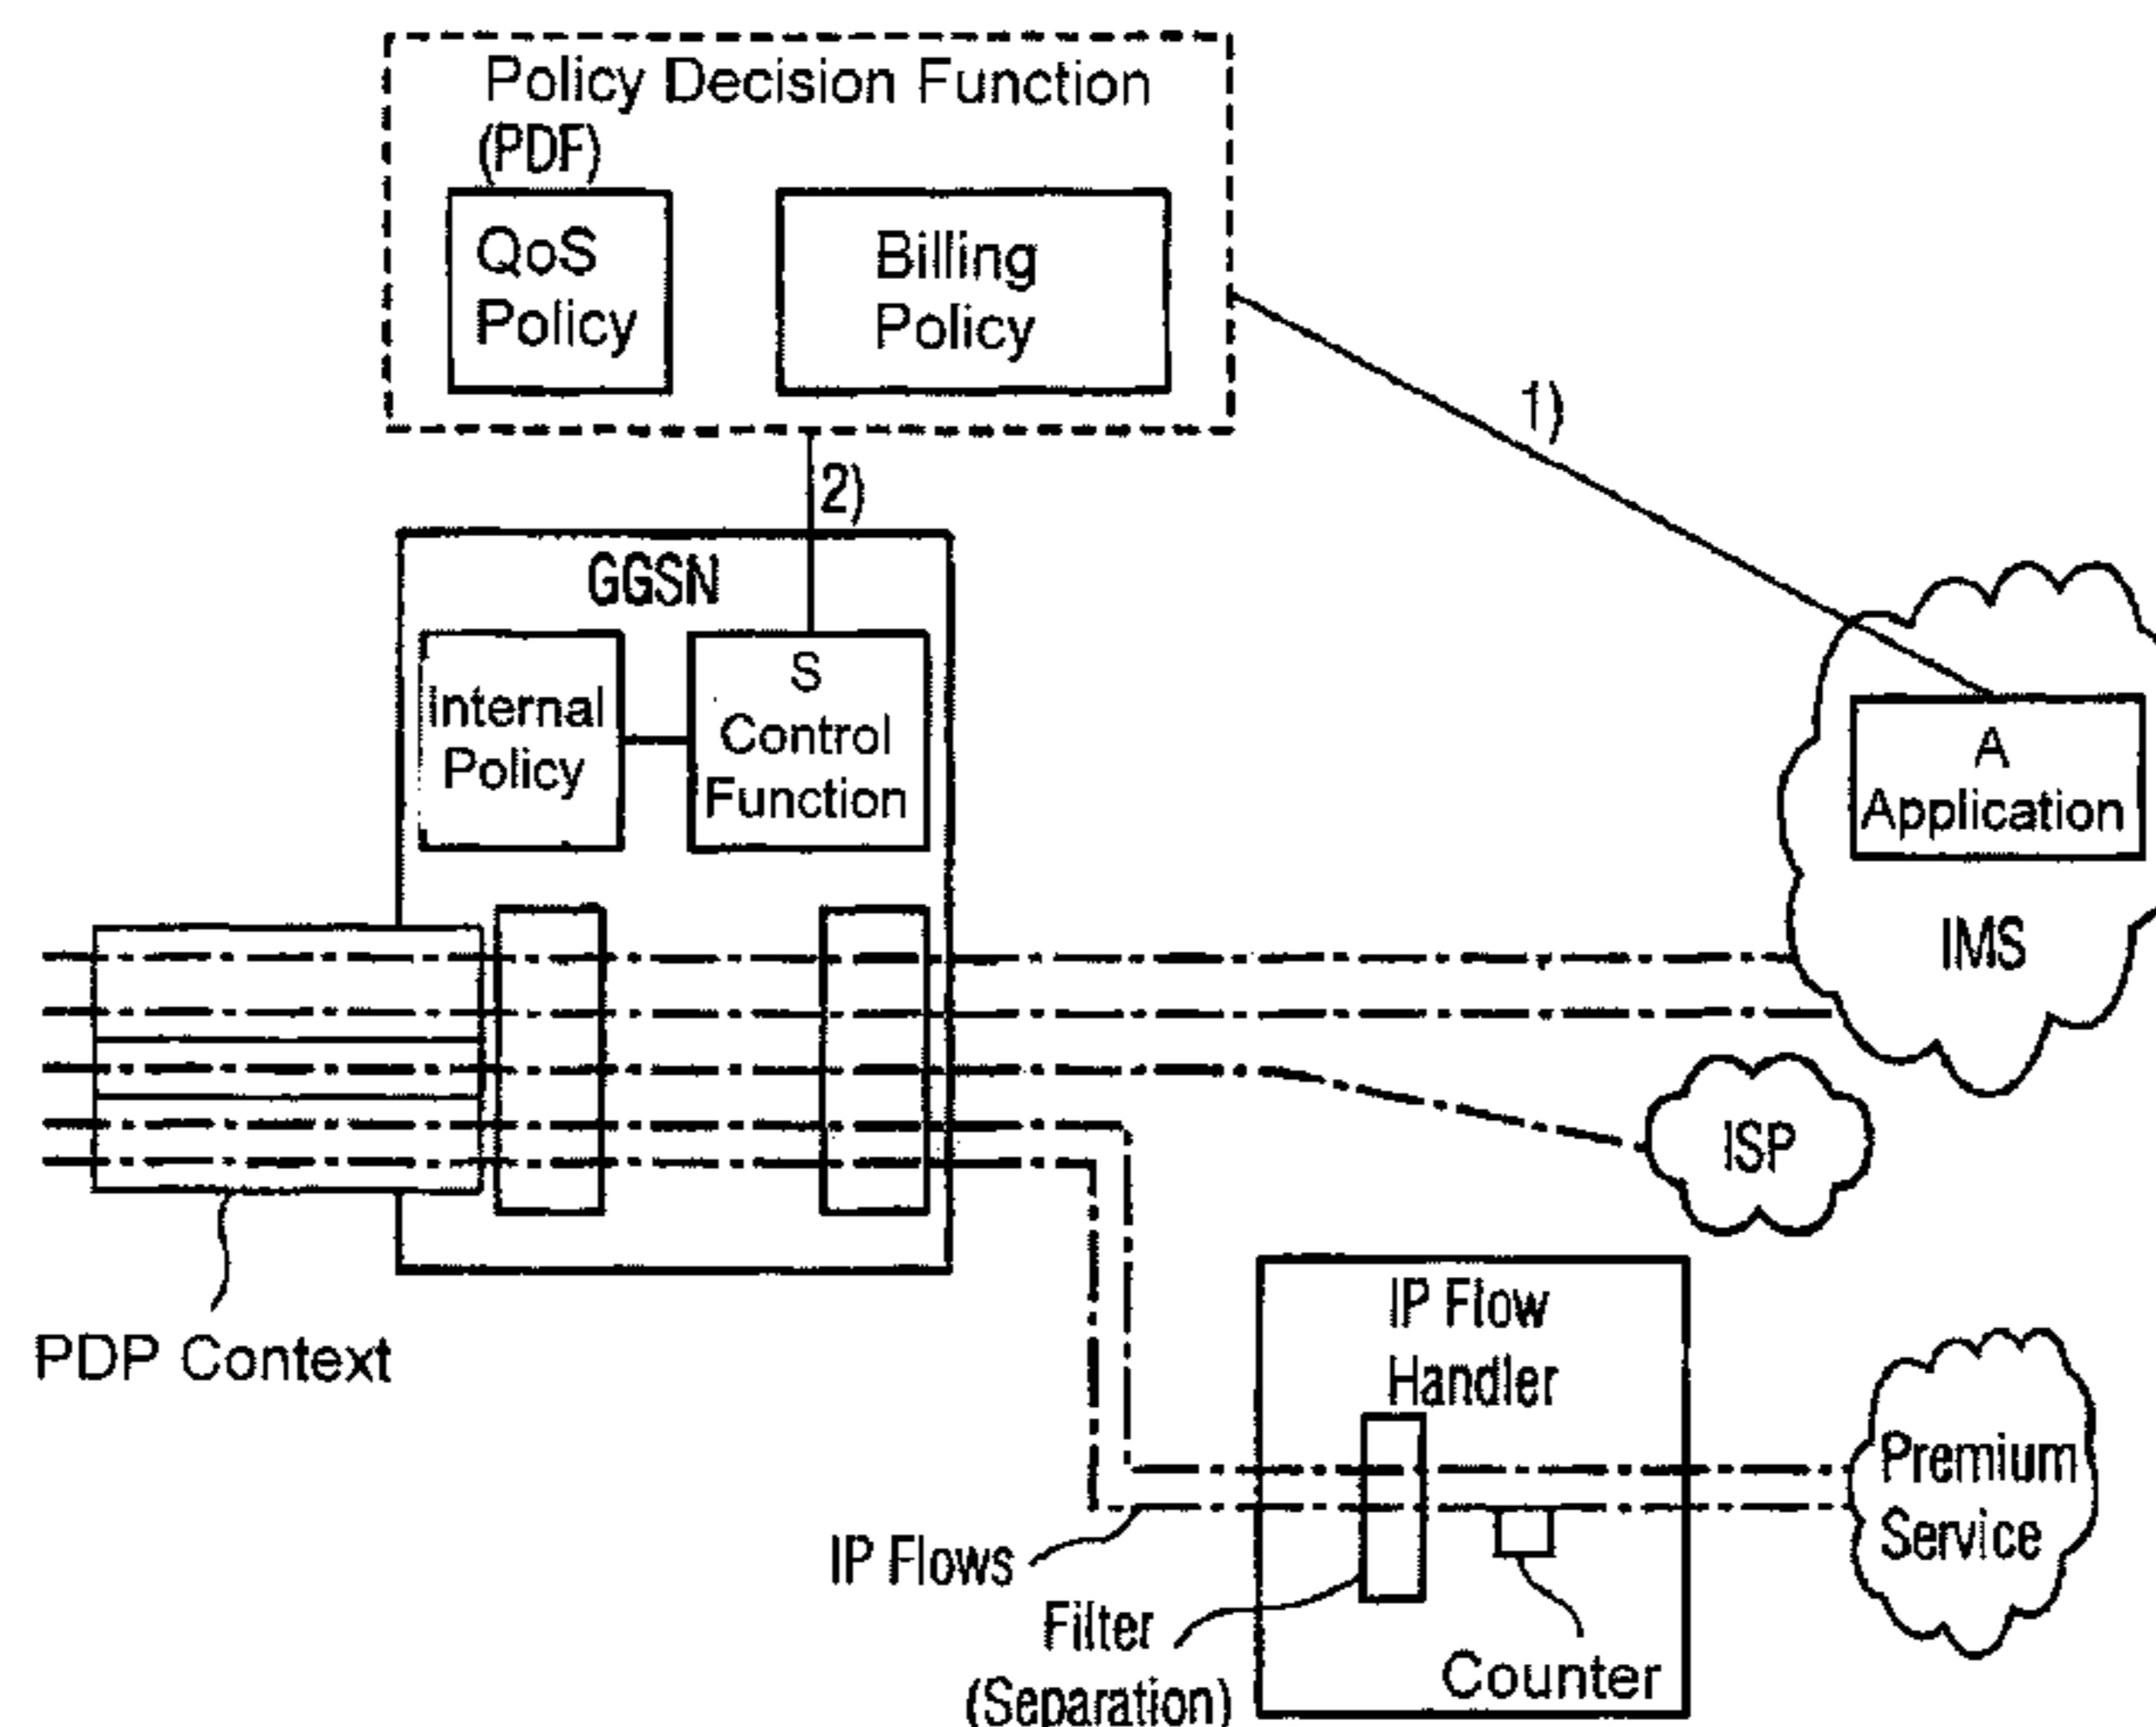 Policy Decision Function
(PDF)
QoS
Policy
Billing
Policy
1)
2)
GGSN
Internal
Policy
S
Control
Function
A
Application
IMS
ISP
PDP Context
IP Flow
Handler
Premium
Service
IP Flows
Filter
(Separation)
Counter